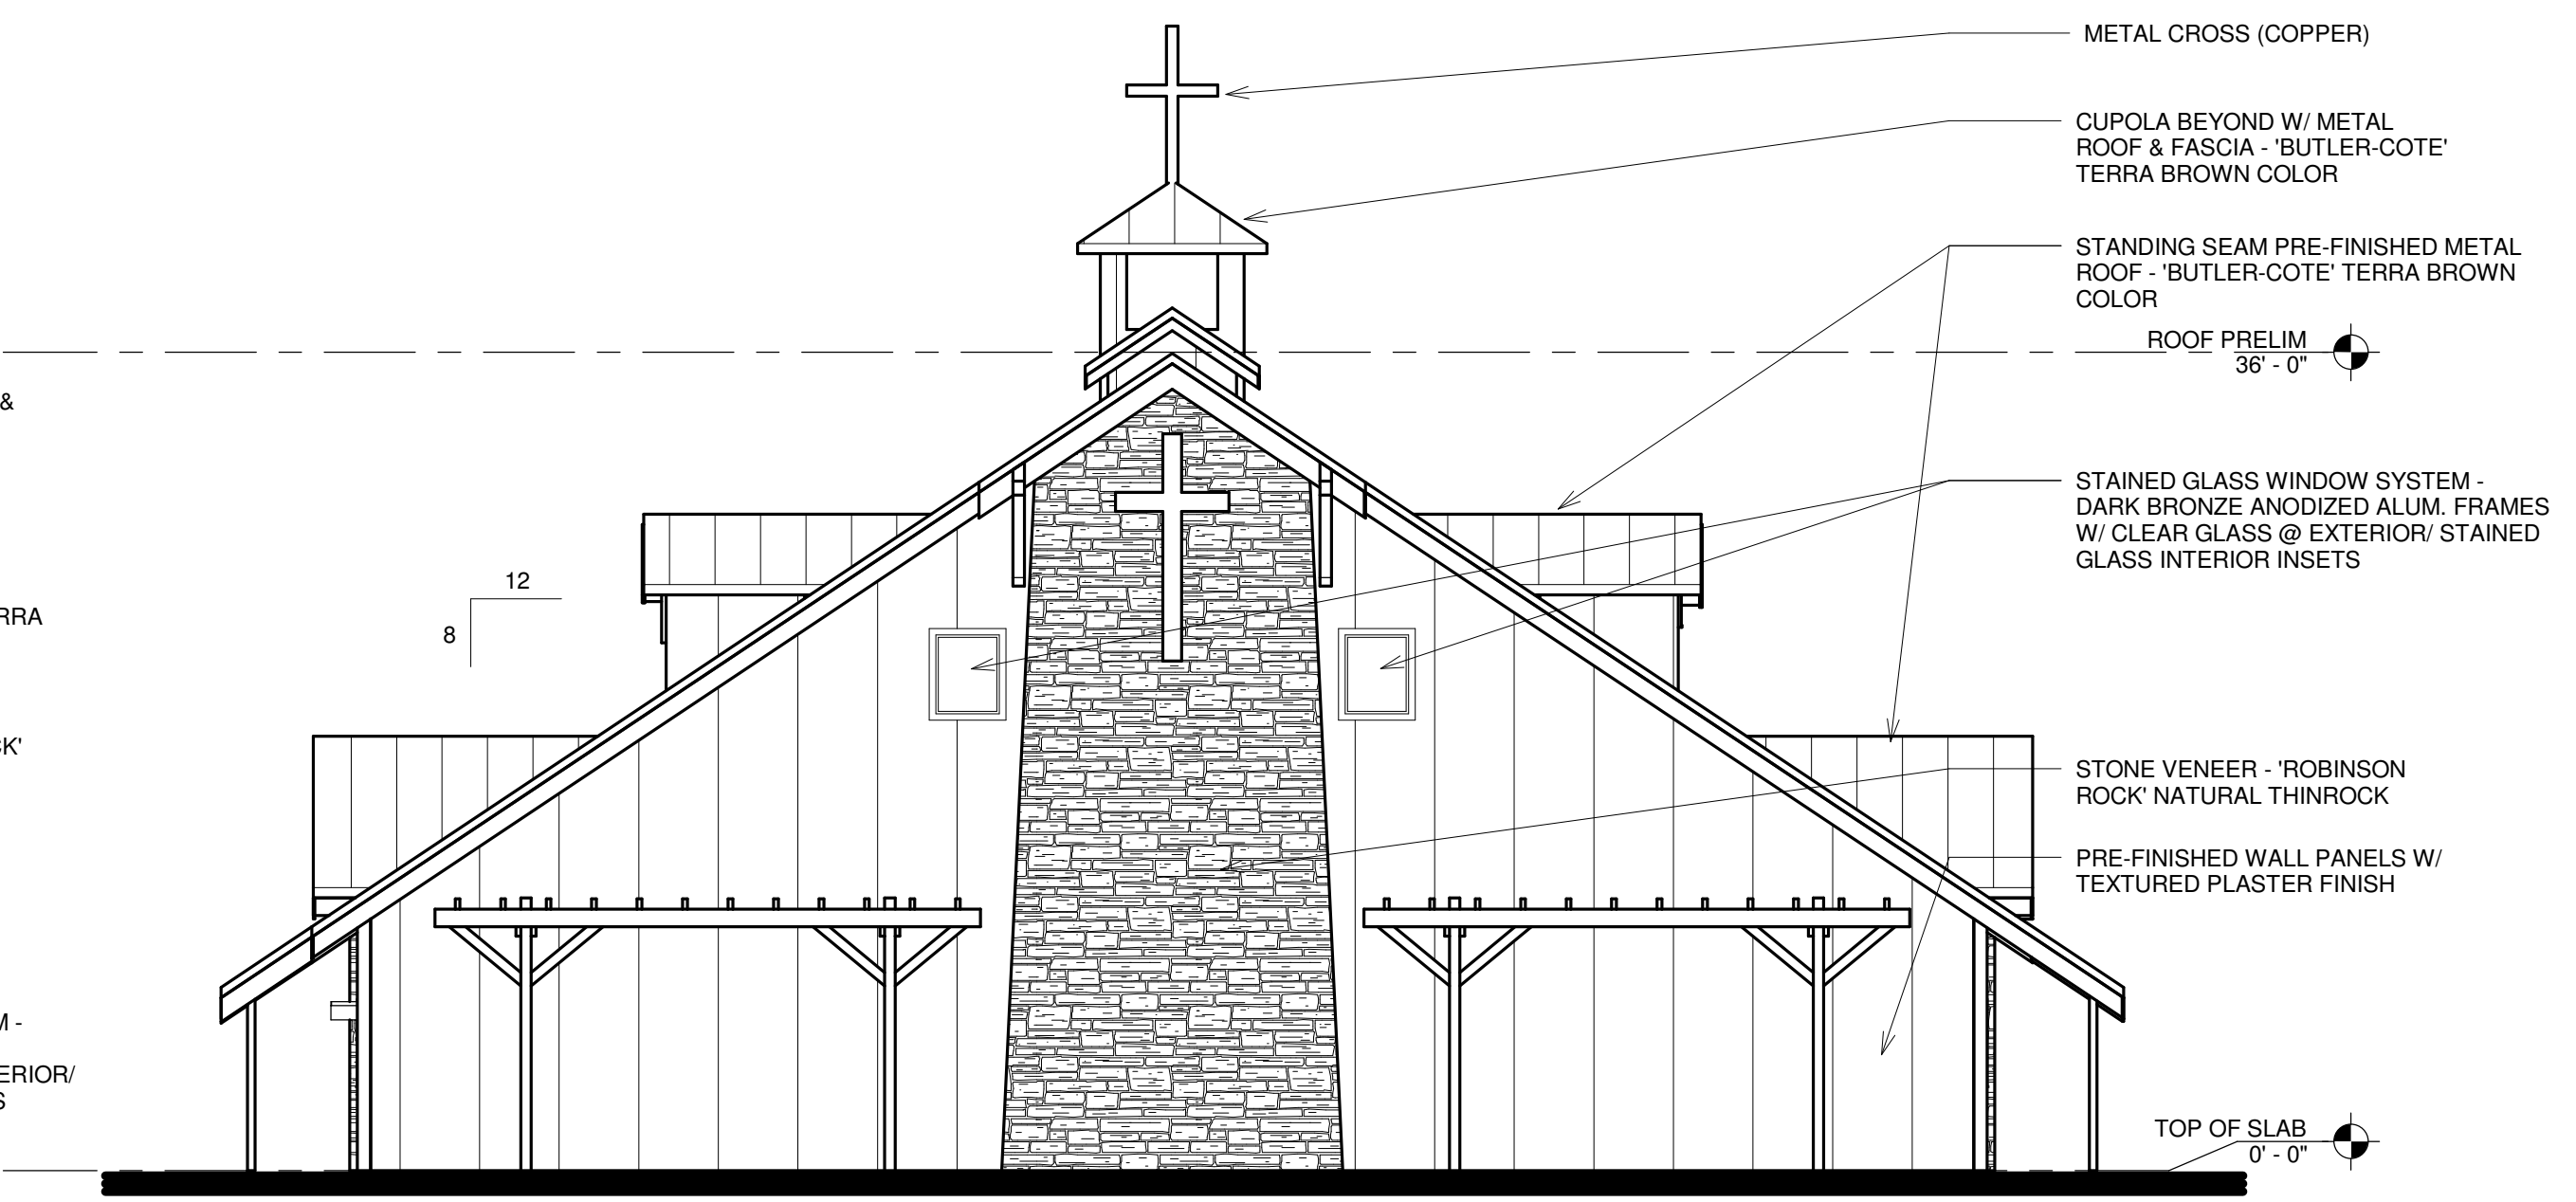 METAL CROSS (COPPER)
CUPOLA BEYOND W/ METAL
ROOF & FASCIA - 'BUTLER-COTE'
TERRA BROWN COLOR
STANDING SEAM PRE-FINISHED METAL
ROOF - 'BUTLER-COTE' TERRA BROWN
COLOR
ROOF PRELIM
36' - 0"
&
STAINED GLASS WINDOW SYSTEM -
DARK BRONZE ANODIZED ALUM. FRAMES
W/ CLEAR GLASS @ EXTERIOR/ STAINED
GLASS INTERIOR INSETS
12
8
RRA
CK'
STONE VENEER - 'ROBINSON
ROCK' NATURAL THINROCK
PRE-FINISHED WALL PANELS W/
TEXTURED PLASTER FINISH
M -
ERIOR/
S
TOP OF SLAB
0' - 0"